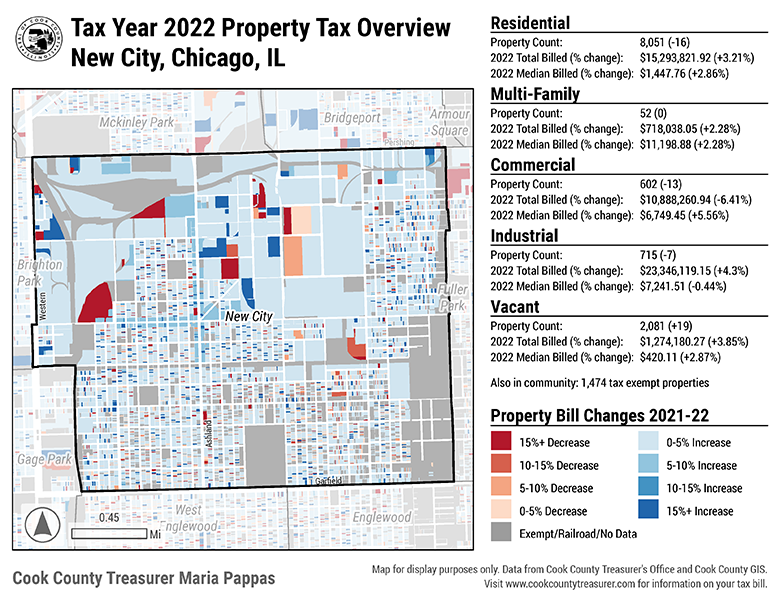 Tax Year 2022 Property Tax Overview
New City, Chicago, IL
McKinley Park
Bridgeport
Armour
Square
Pershing
Brighton
Park
Western
New City
Fuller
Park
Ashland
Gage Park
Garfield
West
Englewood
Englewood
0.45
Mi
Cook County Treasurer Maria Pappas
Residential
Property Count: 8,051 (-16)
2022 Total Billed (% change): $15,293,821.92 (+3.21%)
2022 Median Billed (% change): $1,447.76 (+2.86%)
Multi-Family
Property Count: 52 (0)
2022 Total Billed (% change): $718,038.05 (+2.28%)
2022 Median Billed (% change): $11,198.88 (+2.28%)
Commercial
Property Count: 602 (-13)
2022 Total Billed (% change): $10,888,260.94 (-6.41%)
2022 Median Billed (% change): $6,749.45 (+5.56%)
Industrial
Property Count: 715 (-7)
2022 Total Billed (% change): $23,346,119.15 (+4.3%)
2022 Median Billed (% change): $7,241.51 (-0.44%)
Vacant
Property Count: 2,081 (+19)
2022 Total Billed (% change): $1,274,180.27 (+3.85%)
2022 Median Billed (% change): $420.11 (+2.87%)
Also in community: 1,474 tax exempt properties
Property Bill Changes 2021-22
15%+ Decrease
10-15% Decrease
5-10% Decrease
0-5% Decrease
0-5% Increase
5-10% Increase
10-15% Increase
15%+ Increase
Exempt/Railroad/No Data
Map for display purposes only. Data from Cook County Treasurer's Office and Cook County GIS.
Visit www.cookcountytreasurer.com for information on your tax bill.